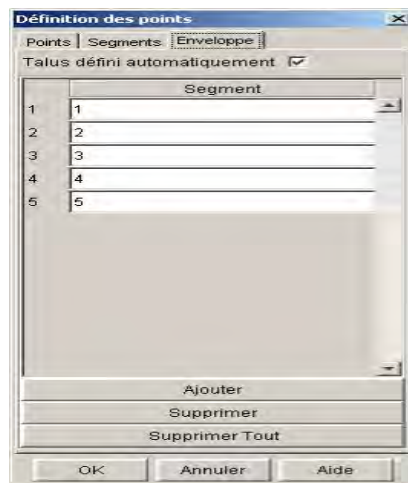 Définition des points
Points Segments Enveloppe
Talus défini automatiquement
Segment
1 1
2 2
3 3
4 4
5 5
Ajouter
Supprimer
Supprimer Tout
OK Annuler Aide